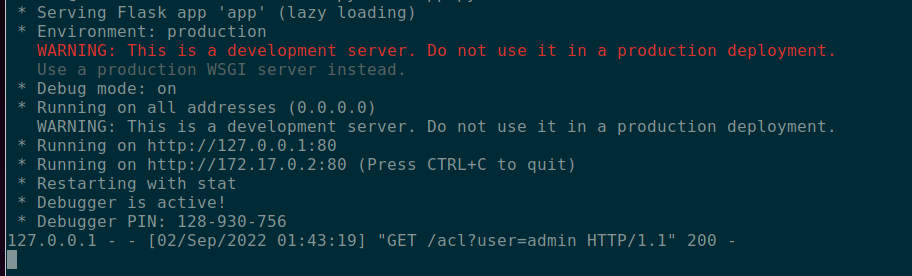 * Serving Flask app 'app' (lazy loading)
* Environment: production
WARNING: This is a development server. Do not use it in a production deployment.
Use a production WSGI server instead.
* Debug mode: on
* Running on all addresses (0.0.0.0)
WARNING: This is a development server. Do not use it in a production deployment.
* Running on http://127.0.0.1:80
* Running on http://172.17.0.2:80 (Press CTRL+C to quit)
* Restarting with stat
* Debugger is active!
* Debugger PIN: 128-930-756
127.0.0.1 - - [02/Sep/2022 01:43:19] "GET /acl?user=admin HTTP/1.1" 200 -